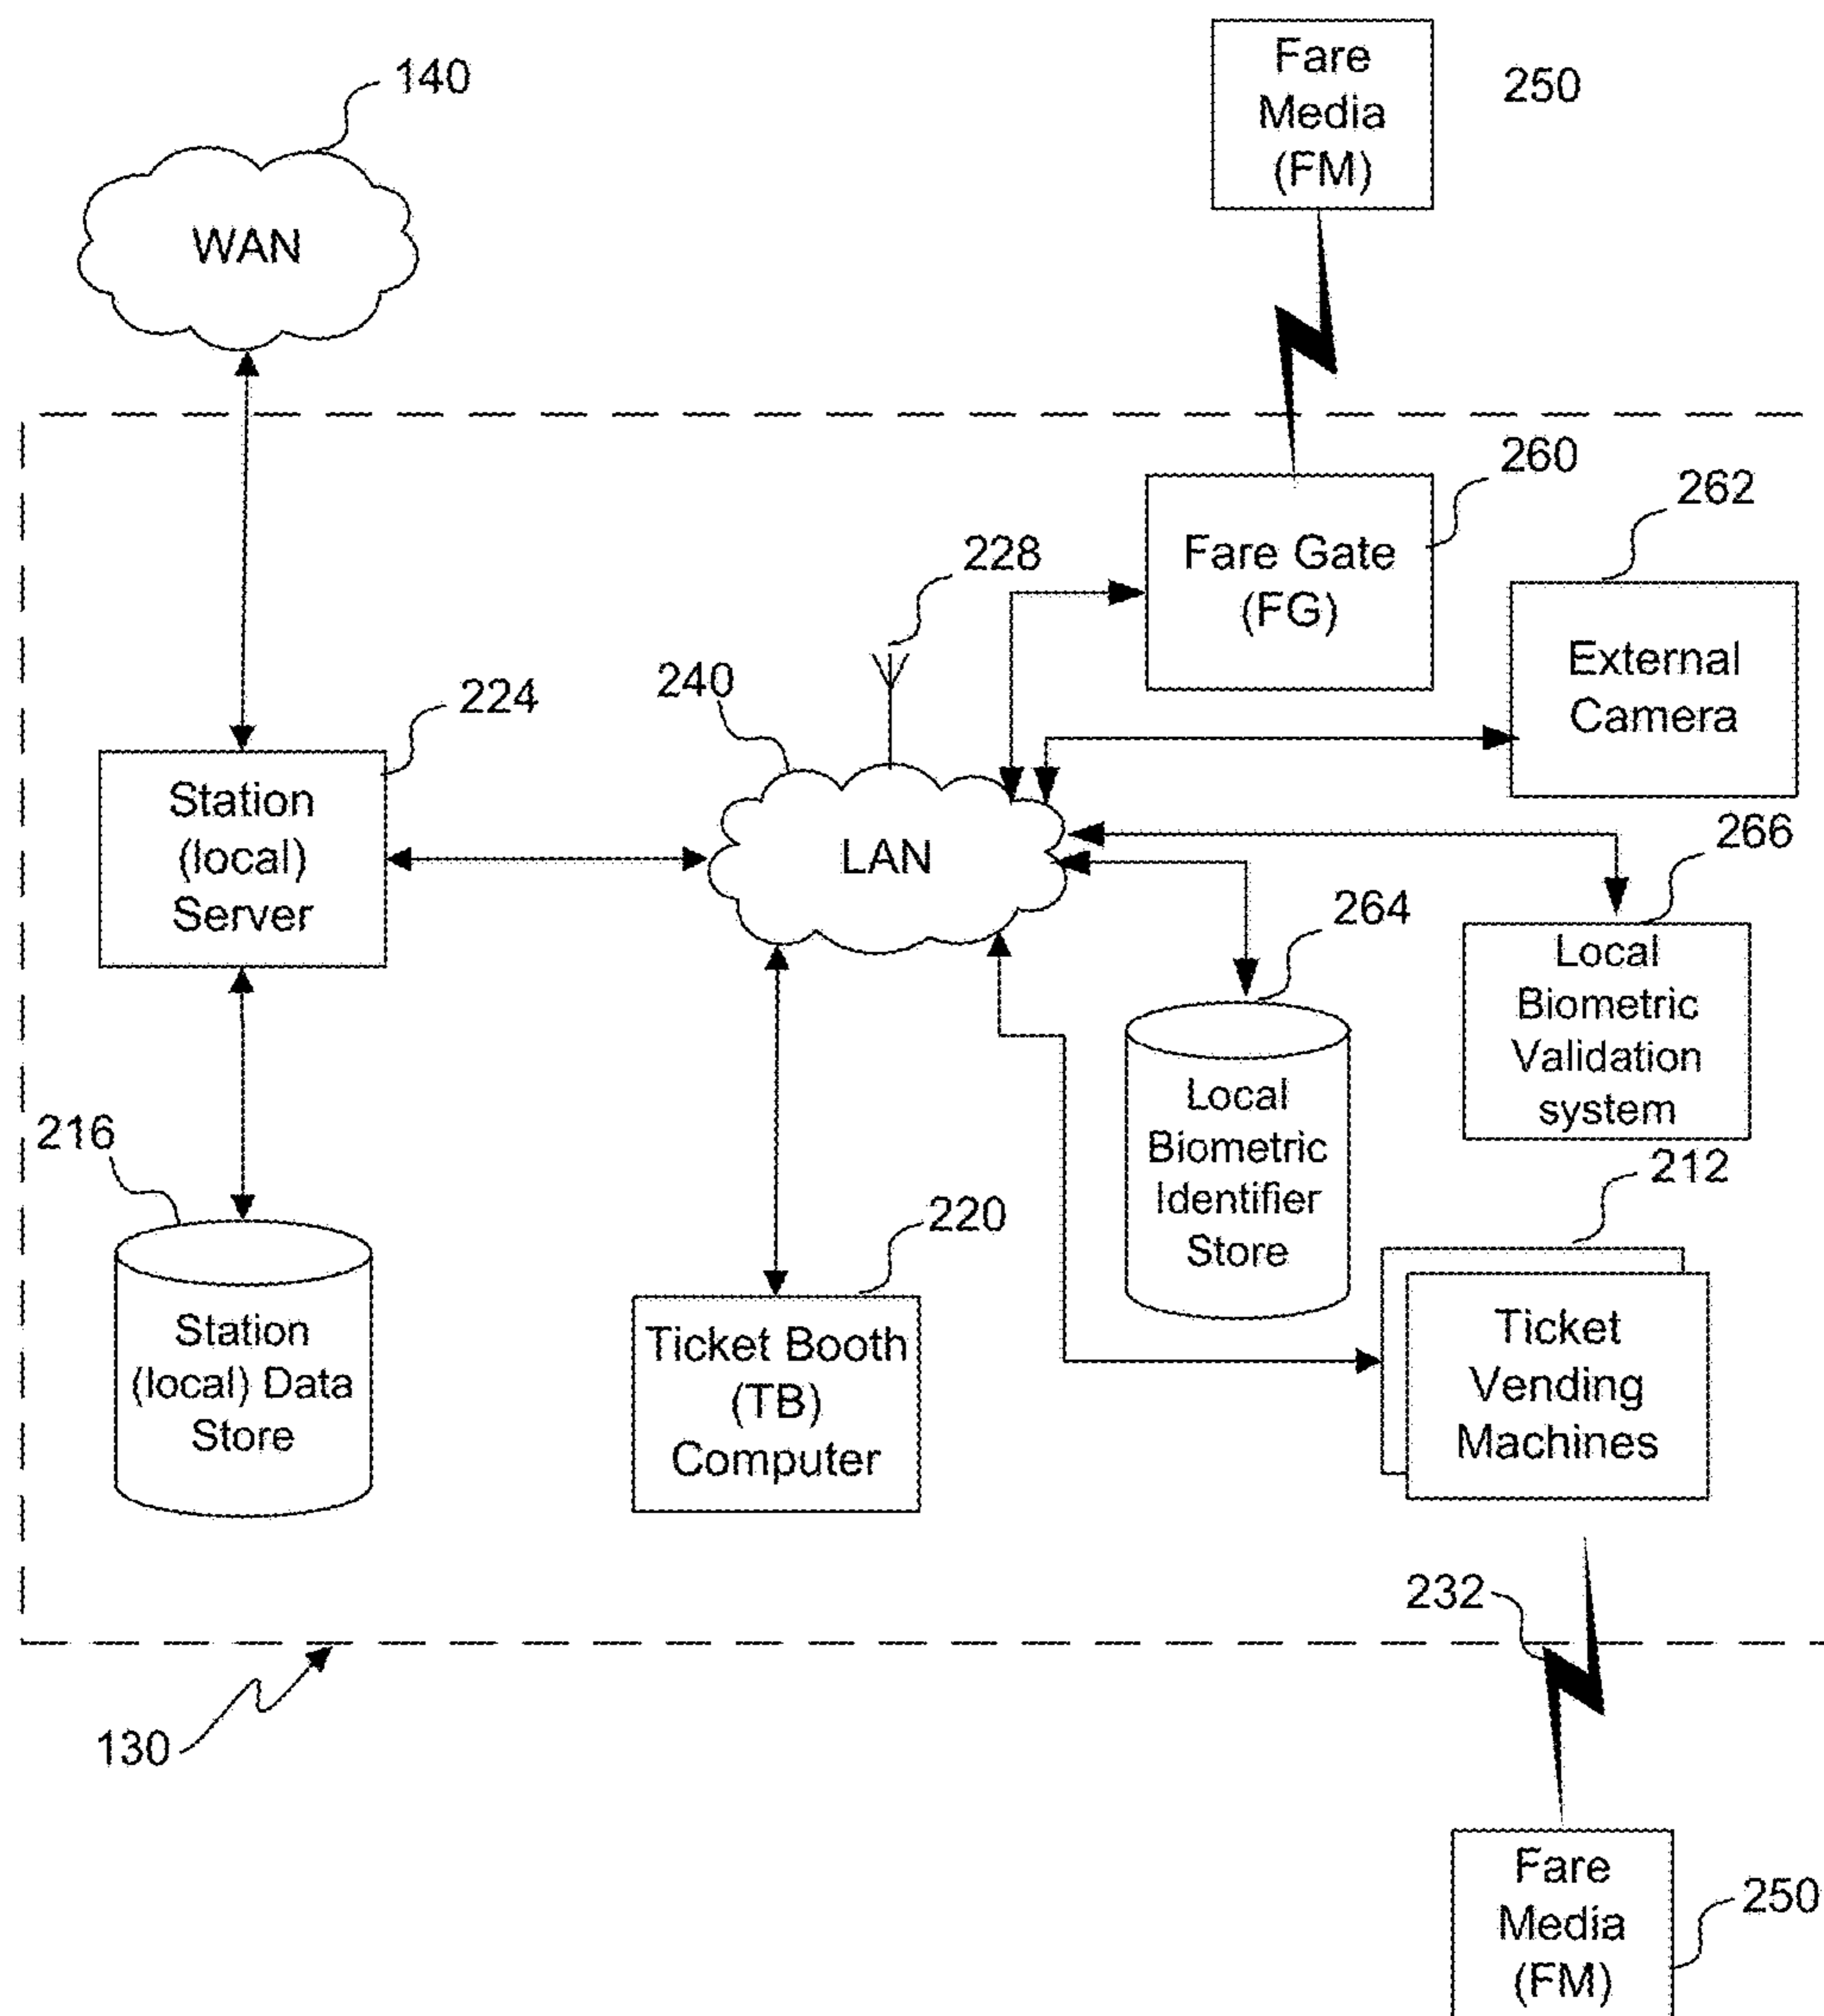 Fare
Media
(FM)
250
140
WAN
260
262
Fare Gate
(FG)
228
External
Camera
240
224
Station
(local)
Server
LAN
266
264
Local
Biometric
Validation
system
Local
Biometric
Identifier
Store
216
212
220
Station
(local) Data
Store
Ticket Booth
(TB)
Computer
Ticket
Vending
Machines
232
130
Fare
Media
(FM)
250